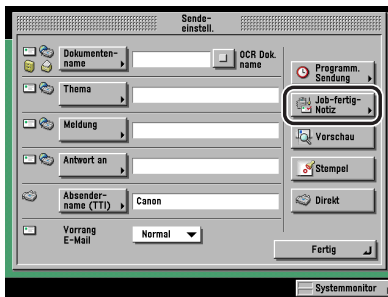 Sende-
einstell.
Dokumenten-
name
OCR Dok.
name
Programm.
Sendung
Thema
Job-fertig-
Notiz
Meldung
Vorschau
Antwort an
Stempel
Absender-
name (TTI)
Canon
Direkt
Vorrang
E-Mail
Normal
Fertig
Systemmonitor